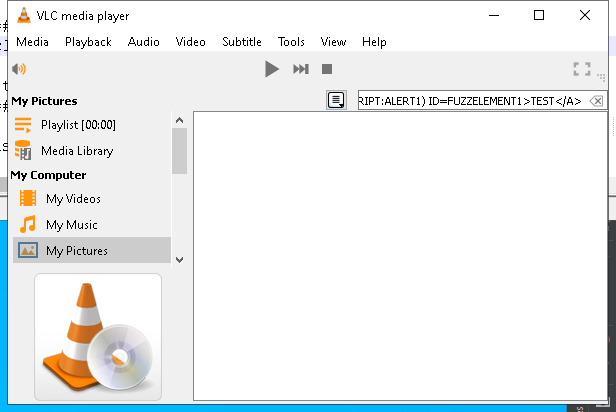 VLC media player
Media Playback Audio Video Subtitle Tools View Help
My Pictures
RIPT:ALERT1) ID=FUZZELEMENT1>TEST</A>
Playlist [00:00]
Media Library
My Computer
My Videos
My Music
My Pictures